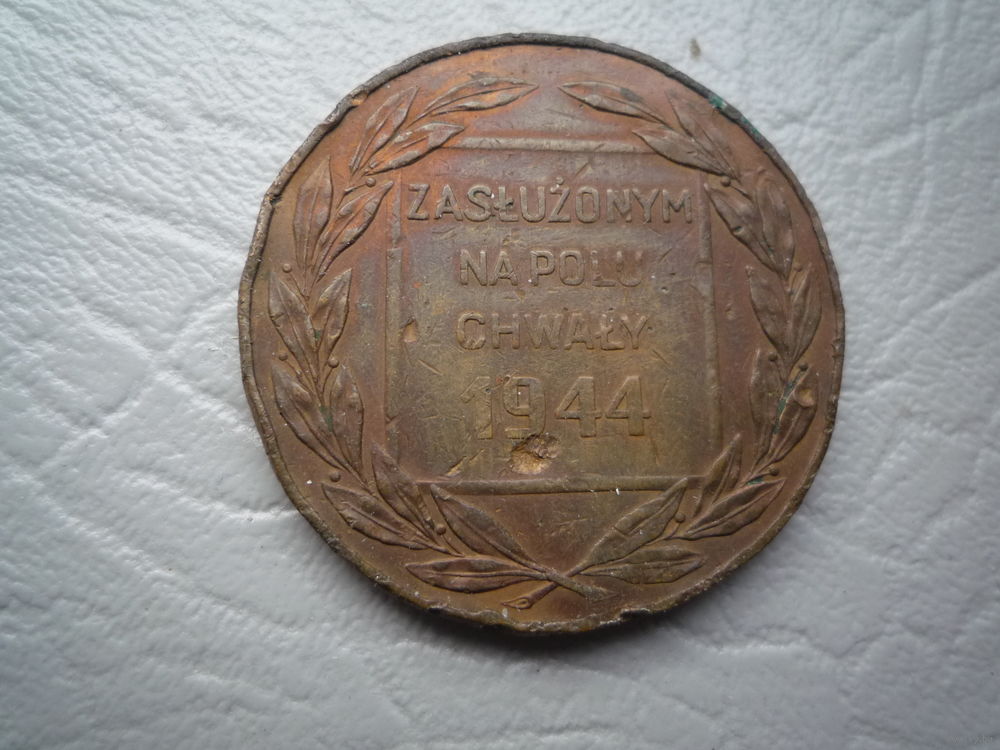 ZASŁUŻONYM
NA POLU
CHWAŁY
1944